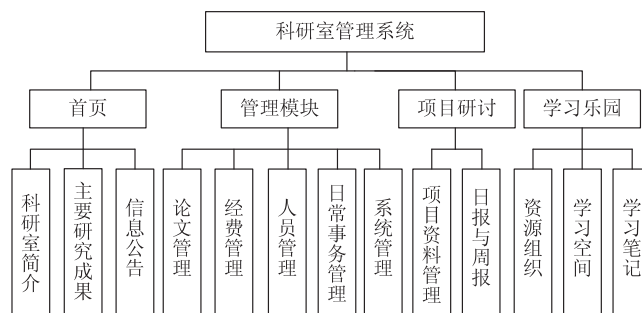 科研室管理系统
首页
管理模块
项目研讨
学习乐园
科研室简介
主要研究成果
信息公告
论文管理
经费管理
人员管理
日常事务管理
系统管理
项目资料管理
日报与周报
资源组织
学习空间
学习笔记